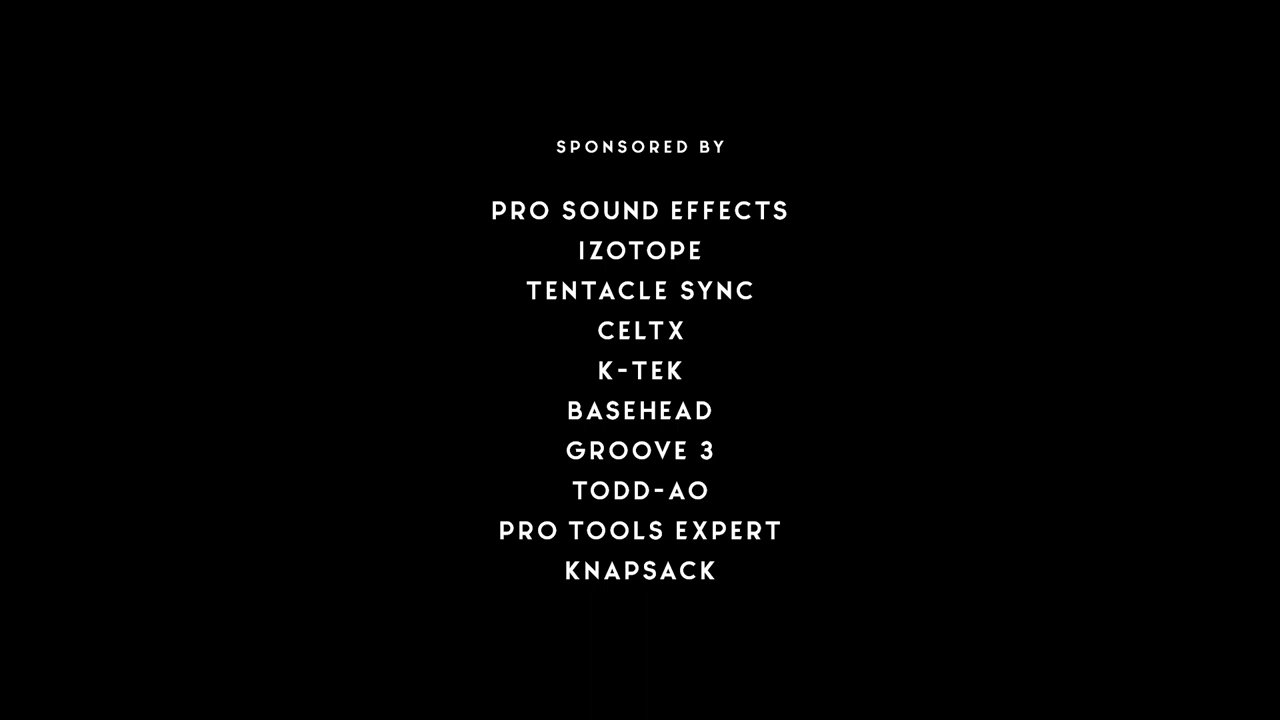 SPONSORED BY
PRO SOUND EFFECTS
IZOTOPE
TENTACLE SYNC
CELTX
K-TEK
BASEHEAD
GROOVE 3
TODD-AO
PRO TOOLS EXPERT
KNAPSACK